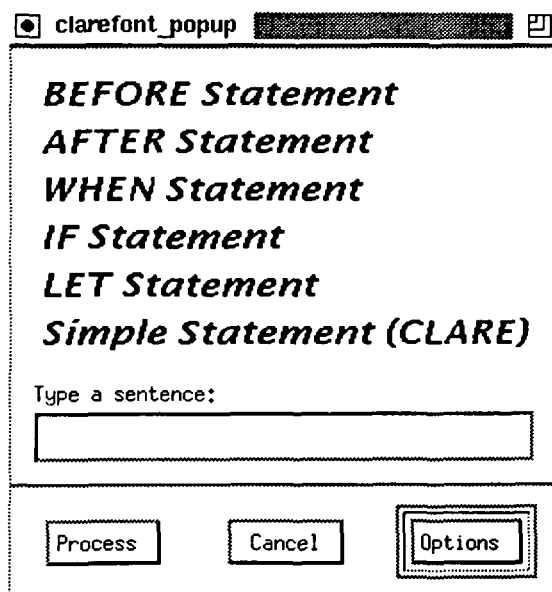 clarefont_popup
BEFORE Statement
AFTER Statement
WHEN Statement
IF Statement
LET Statement
Simple Statement (CLARE)
Type a sentence:
Process Cancel Options